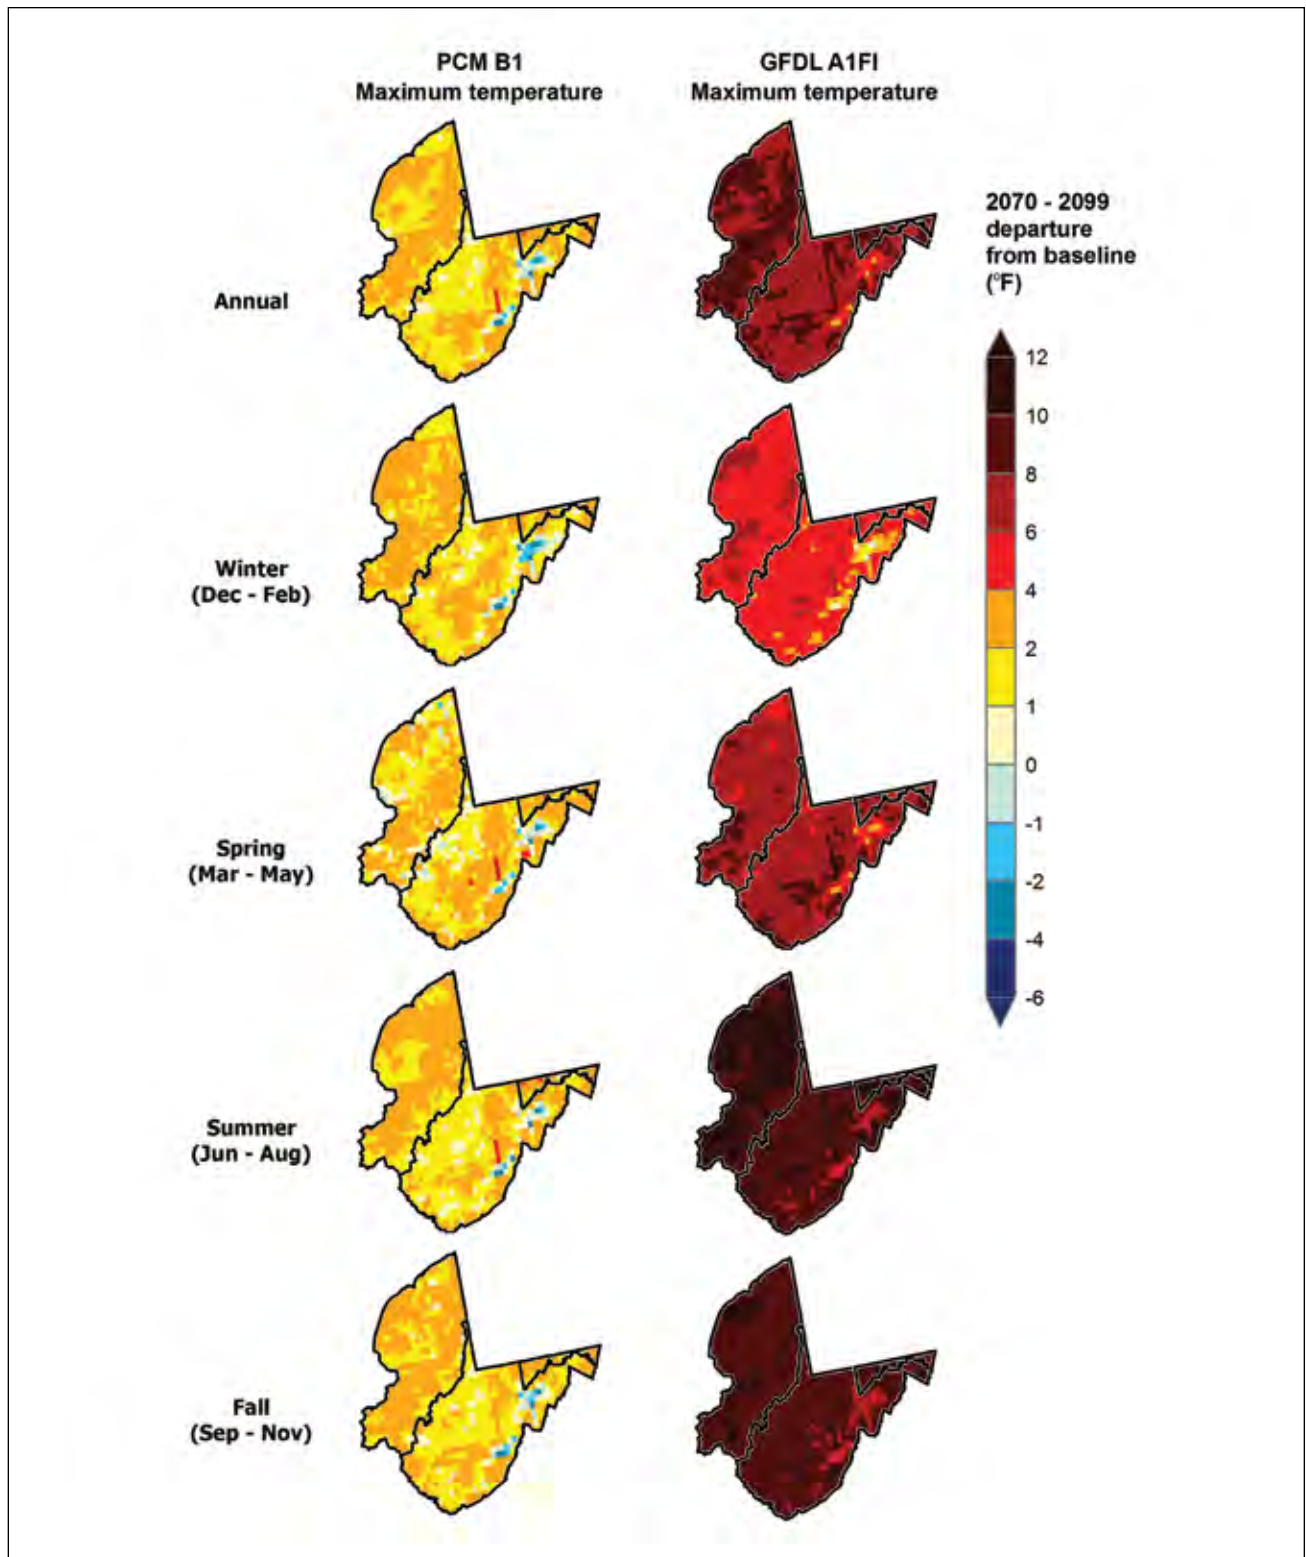 PCM B1
Maximum temperature
GFDL A1FI
Maximum temperature
2070 - 2099
departure
from baseline
(°F)
Annual
Winter
(Dec - Feb)
Spring
(Mar - May)
Summer
(Jun - Aug)
Fall
(Sep - Nov)
12
10
8
6
4
2
1
0
-1
-2
-4
-6